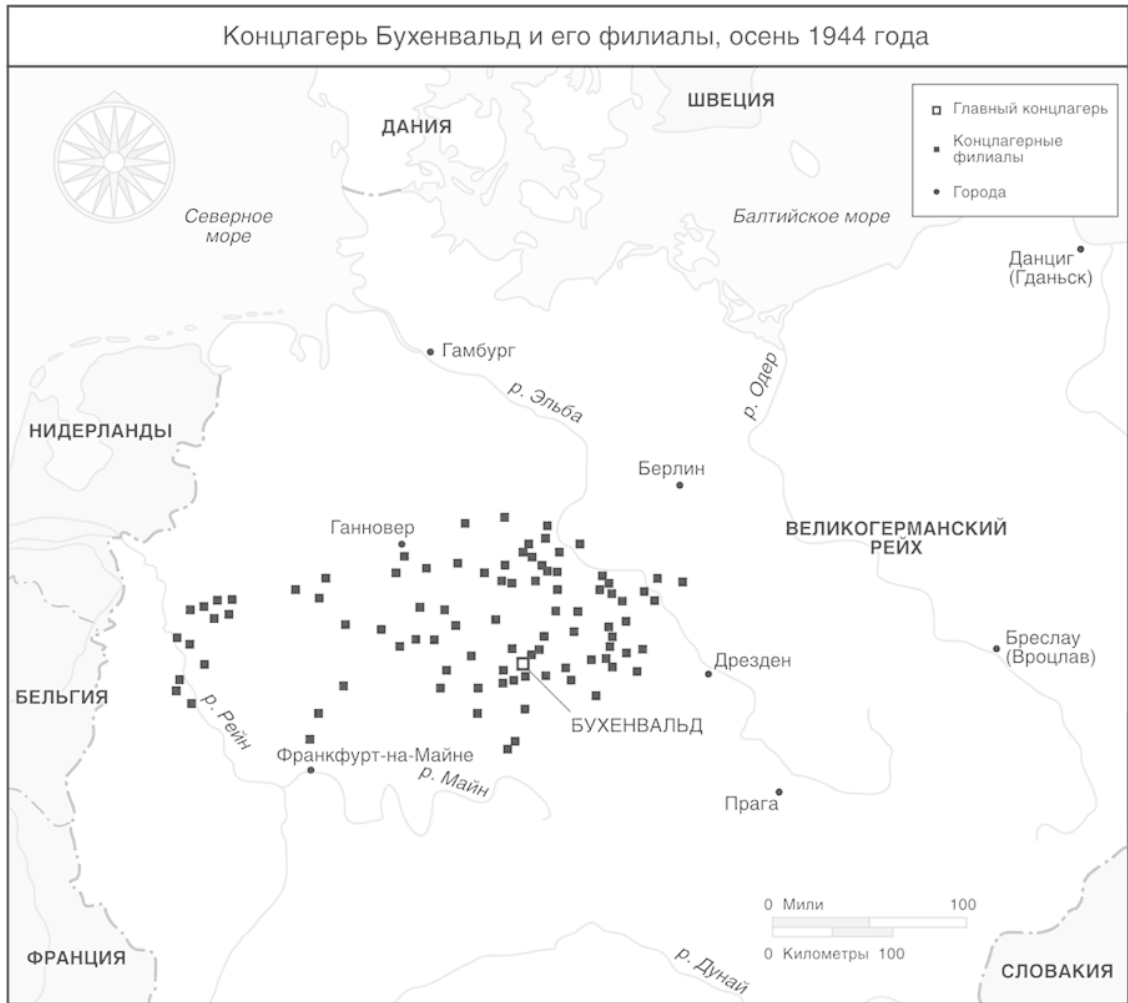 Концлагерь Бухенвальд и его филиалы, осень 1944 года
ШВЕЦИЯ
ДАНИЯ
Главный концлагерь
Концлагерные
филиалы
Города
Северное
море
Балтийское море
Данциг
(Гданьск)
Гамбург
р. Эльба
р. Одер
НИДЕРЛАНДЫ
Берлин
Ганновер
ВЕЛИКОГЕРМАНСКИЙ
РЕЙХ
Бреслау
(Вроцлав)
Дрезден
БЕЛЬГИЯ
р. Рейн
БУХЕНВАЛЬД
Франкфурт-на-Майне
р. Майн
Прага
0 Мили 100
0 Километры 100
ФРАНЦИЯ
р. Дунай
СЛОВАКИЯ